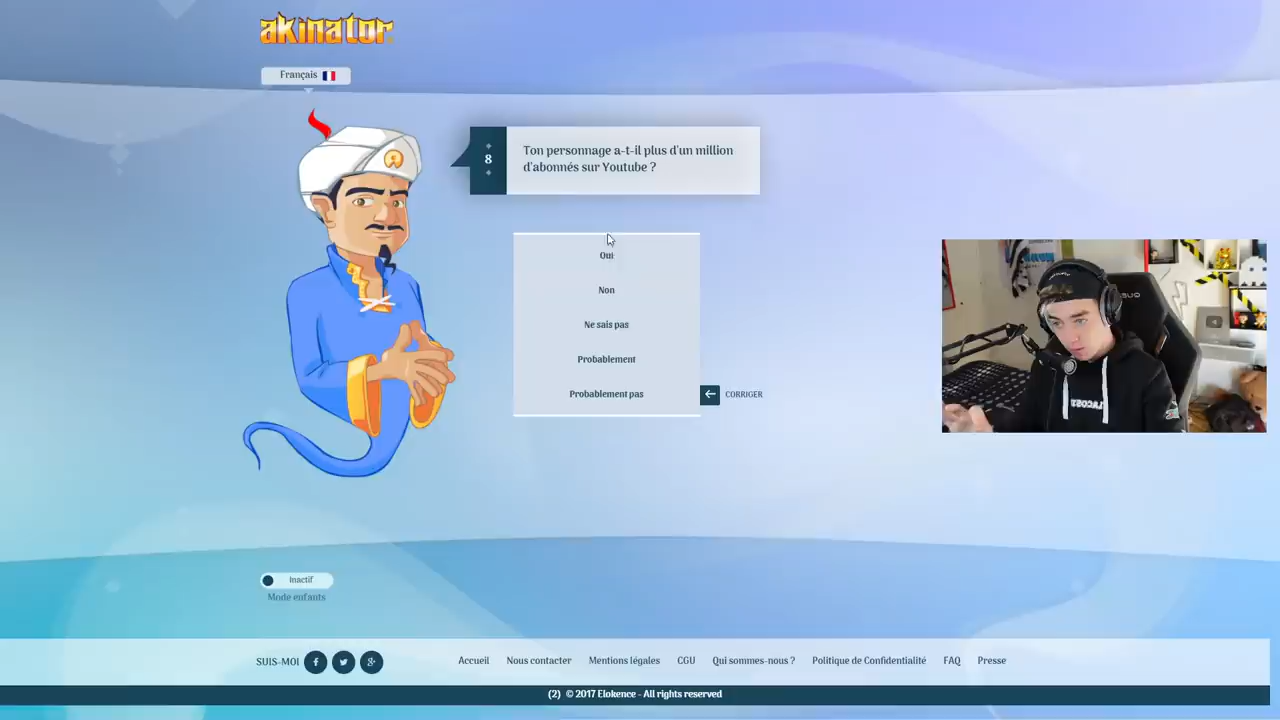 akinator
Français
8
Ton personnage a-t-il plus d'un million
d'abonnés sur Youtube ?
Oui
Non
Ne sais pas
Probablement
Probablement pas
CORRIGER
Inactif
Mode enfants
SUIS-MOI
Accueil
Nous contacter
Mentions légales
CGU
Qui sommes-nous ?
Politique de Confidentialité
FAQ
Presse
(2) © 2017 Elokence - All rights reserved